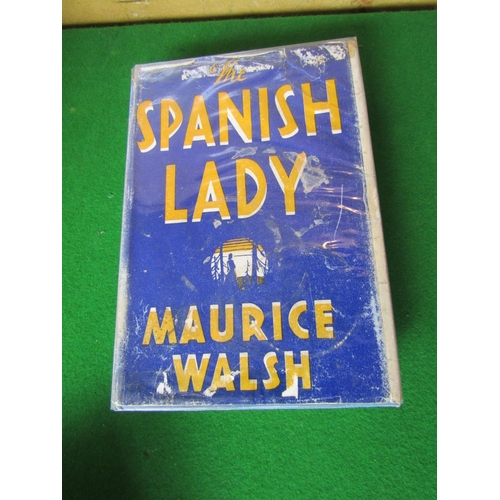 The
SPANISH
LADY
MAURICE
WALSH